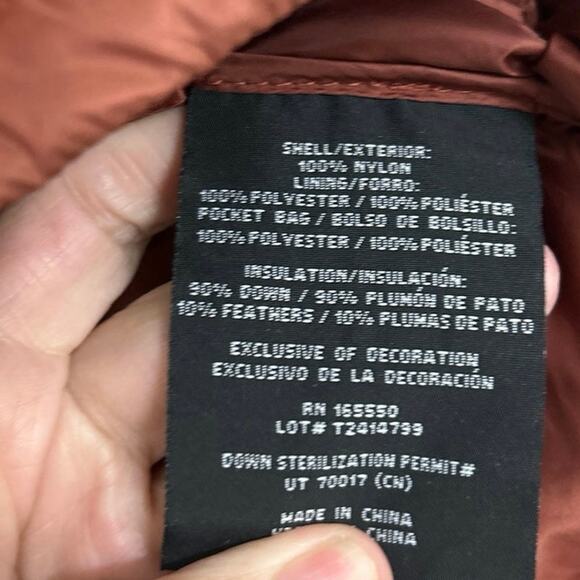 SHELL/EXTERIOR:
100% NYLON
LINING/FORRO:
100% POLYESTER / 100% POLIÉSTER
POCKET BAG / BOLSO DE BOLSILLO:
100% POLYESTER / 100% POLIÉSTER
INSULATION/INSULACIÓN:
90% DOWN / 90% PLUMÓN DE PATO
10% FEATHERS / 10% PLUMAS DE PATO
EXCLUSIVE OF DECORATION
EXCLUSIVO DE LA DECORACIÓN
RN 165550
LOT# T2414799
DOWN STERILIZATION PERMIT#
UT 70017 (CN)
MADE IN CHINA
CHINA